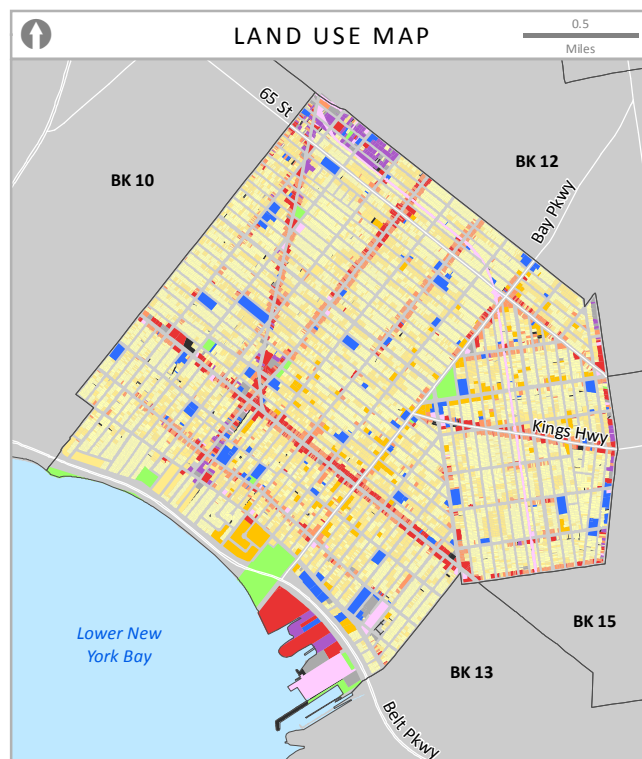 LAND USE MAP
0.5
Miles
65 St
BK 10
BK 12
Bay Pkwy
Kings Hwy
Lower New
York Bay
BK 15
BK 13
Belt Pkwy